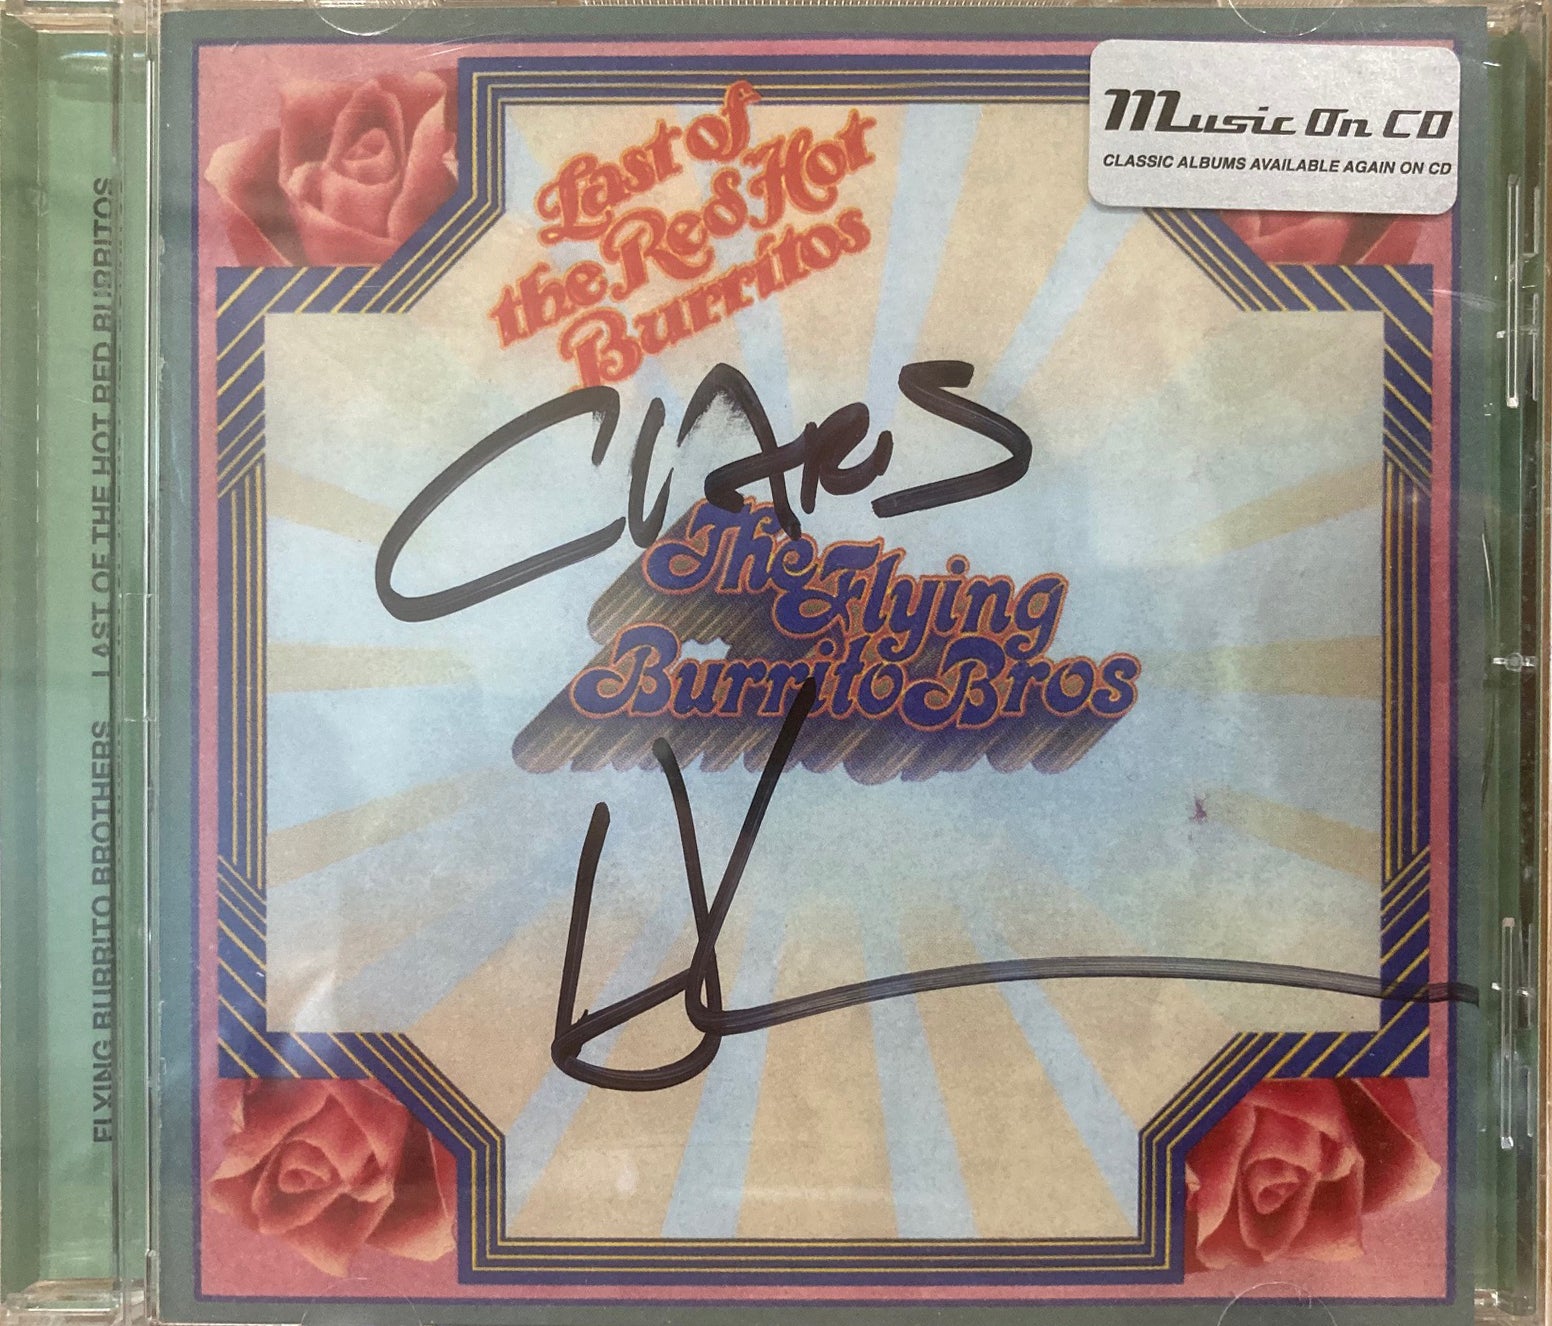 Music On CD
CLASSIC ALBUMS AVAILABLE AGAIN ON CD
Last of
the Red Hot
Burritos
The Flying
Burrito Bros
FLYING BURRITO BROTHERS LAST OF THE HOT RED BURRITOS